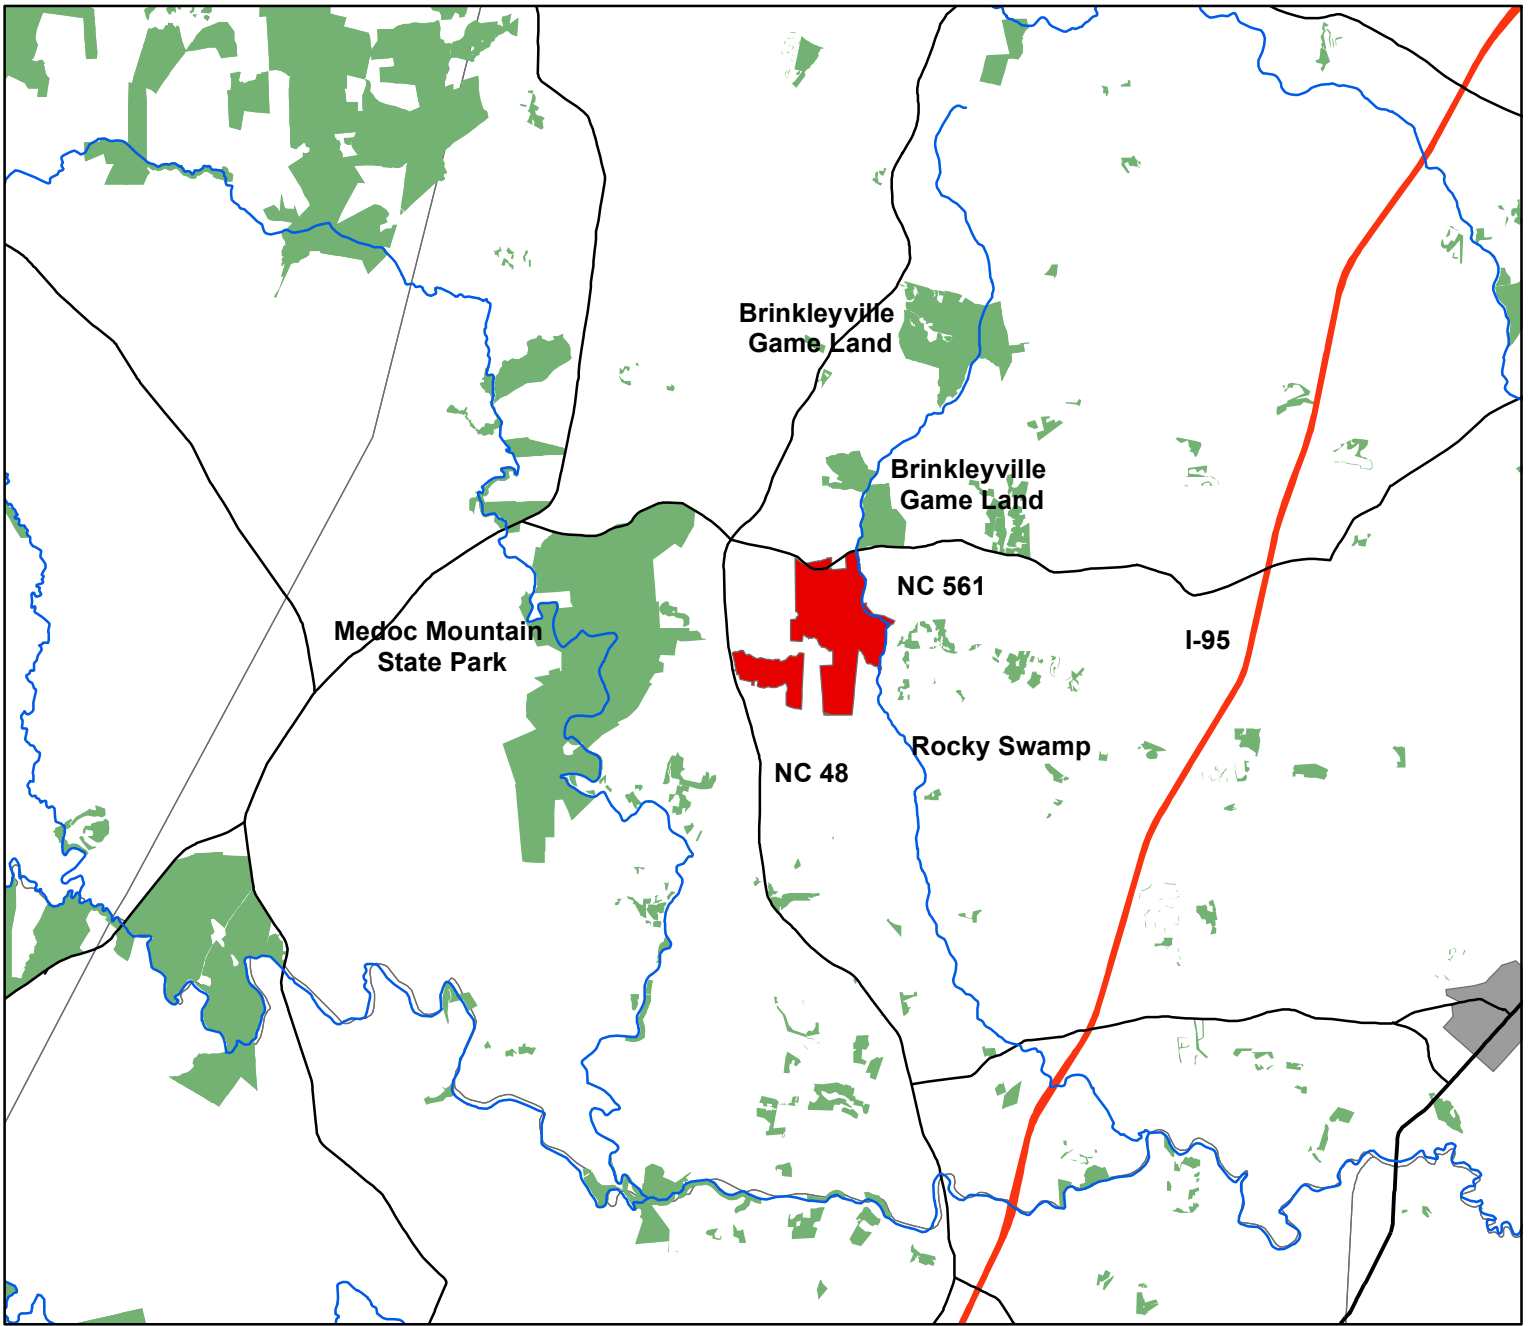 Brinkleyville
Game Land
Brinkleyville
Game Land
NC 561
Medoc Mountain
State Park
I-95
Rocky Swamp
NC 48